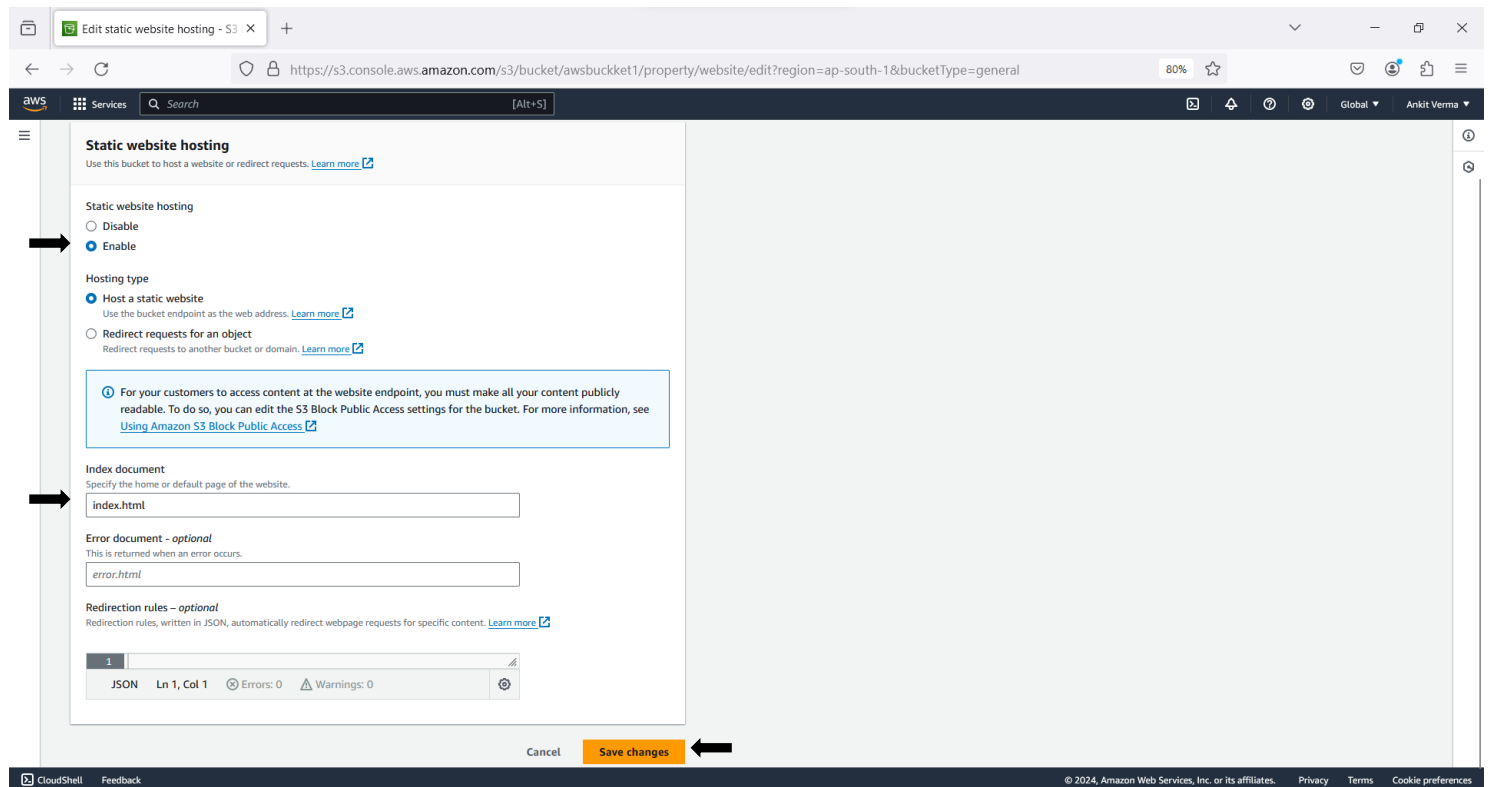 Edit static website hosting - S3
https://s3.console.aws.amazon.com/s3/bucket/awsbuckket1/property/website/edit?region=ap-south-1&bucketType=general
80%
aws
Services
Search
[Alt+S]
Global
Ankit Verma
Static website hosting
Use this bucket to host a website or redirect requests. Learn more
Static website hosting
Disable
Enable
Hosting type
Host a static website
Use the bucket endpoint as the web address. Learn more
Redirect requests for an object
Redirect requests to another bucket or domain. Learn more
For your customers to access content at the website endpoint, you must make all your content publicly
readable. To do so, you can edit the S3 Block Public Access settings for the bucket. For more information, see
Using Amazon S3 Block Public Access
Index document
Specify the home or default page of the website.
index.html
Error document - optional
This is returned when an error occurs.
error.html
Redirection rules – optional
Redirection rules, written in JSON, automatically redirect webpage requests for specific content. Learn more
1
JSON Ln 1, Col 1 Errors: 0 Warnings: 0
Cancel Save changes
CloudShell Feedback © 2024, Amazon Web Services, Inc. or its affiliates. Privacy Terms Cookie preferences